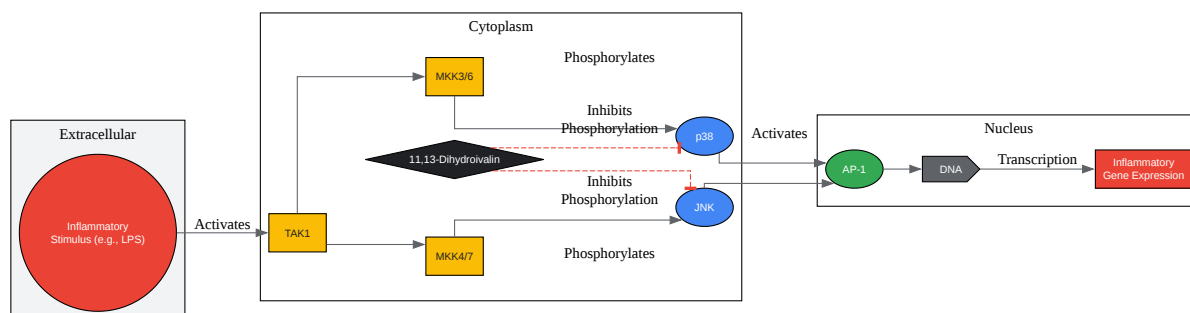 Extracellular
Inflammatory
Stimulus (e.g., LPS)
Activates
Cytoplasm
TAK1
MKK3/6
Phosphorylates
Inhibits
Phosphorylation
11,13-Dihydroivalin
Inhibits
Phosphorylation
MKK4/7
Phosphorylates
p38
JNK
Activates
Nucleus
AP-1
DNA
Transcription
Inflammatory
Gene Expression